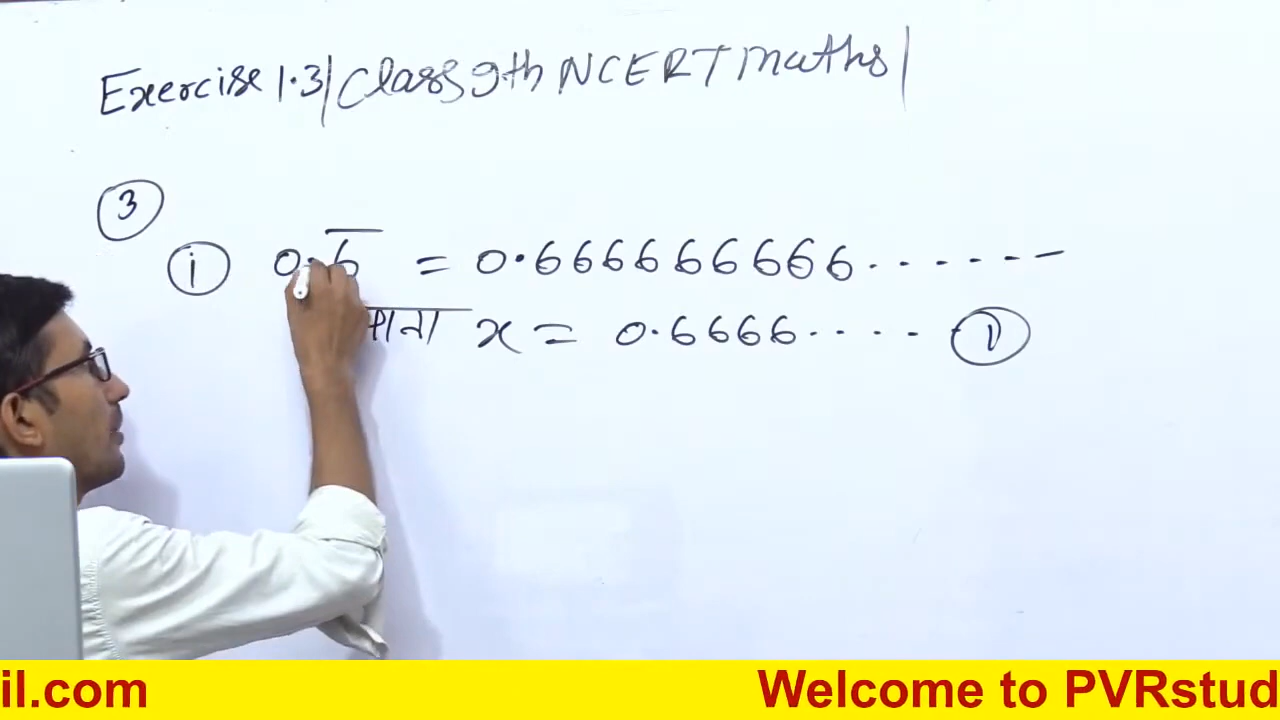 Exercise 1.3 | Class 9th NCERT Maths |
3
i 0.6̅ = 0.666666666.......
माना x = 0.6666.... 1
il.com Welcome to PVRstud